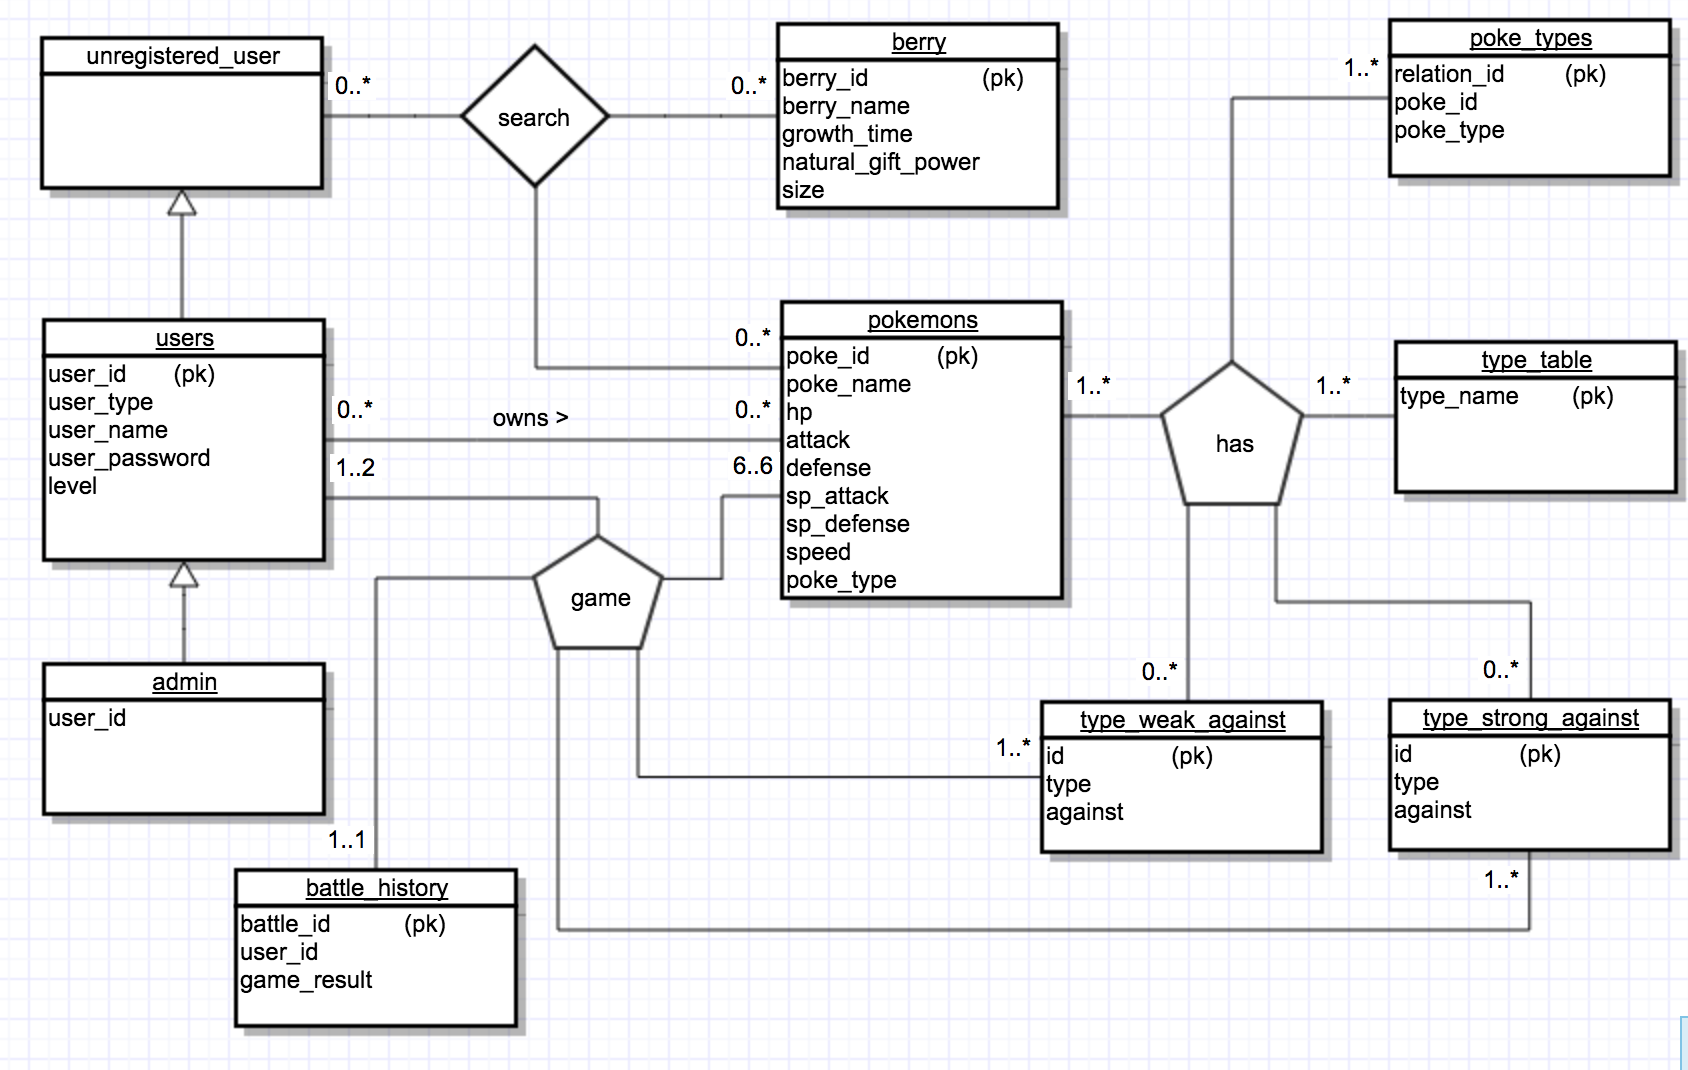 unregistered_user
0..*
search
0..*
berry
berry_id (pk)
berry_name
growth_time
natural_gift_power
size
1..*
poke_types
relation_id (pk)
poke_id
poke_type
users
user_id (pk)
user_type
user_name
user_password
level
0..*
owns >
0..*
0..*
1..2
6..6
pokemons
poke_id (pk)
poke_name
hp
attack
defense
sp_attack
sp_defense
speed
poke_type
1..*
has
1..*
type_table
type_name (pk)
game
admin
user_id
0..*
0..*
1..*
type_weak_against
id (pk)
type
against
type_strong_against
id (pk)
type
against
1..*
1..1
battle_history
battle_id (pk)
user_id
game_result